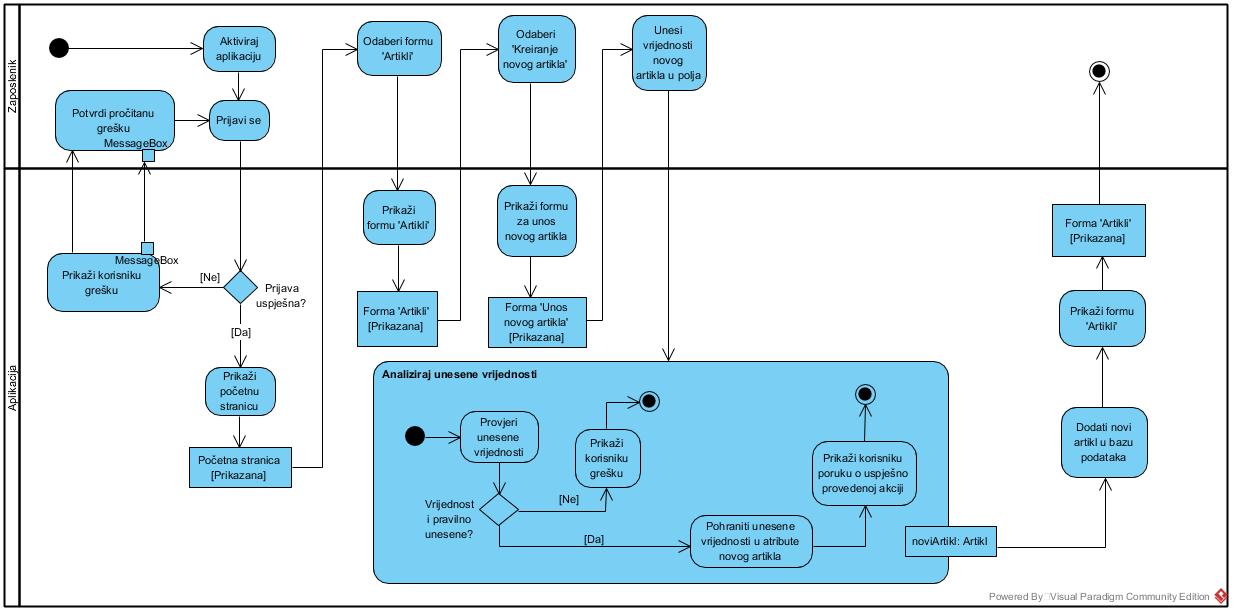 Zaposlenik
Aktiviraj
aplikaciju
Potvrdi pročitanu
grešku
MessageBox
Prijavi se
Odaberi formu
'Artikli'
Odaberi
'Kreiranje
novog artikla'
Unesi
vrijednosti
novog
artikla u polja
Aplikacija
MessageBox
Prikaži korisniku
grešku
[Ne]
Prijava
uspješna?
[Da]
Prikaži
početnu
stranicu
Početna stranica
[Prikazana]
Prikaži
formu 'Artikli'
Forma 'Artikli'
[Prikazana]
Prikaži formu
za unos
novog artikla
Forma 'Unos
novog artikla'
[Prikazana]
Analiziraj unesene vrijednosti
Provjeri
unesene
vrijednosti
Vrijednost
i pravilno
unesene?
[Ne]
Prikaži
korisniku
grešku
[Da]
Pohraniti unesene
vrijednosti u atribute
novog artikla
Prikaži korisniku
poruku o uspješno
provedenoj akciji
noviArtikl: Artikl
Dodati novi
artikl u bazu
podataka
Prikaži formu
'Artikli'
Forma 'Artikli'
[Prikazana]
Powered By Visual Paradigm Community Edition